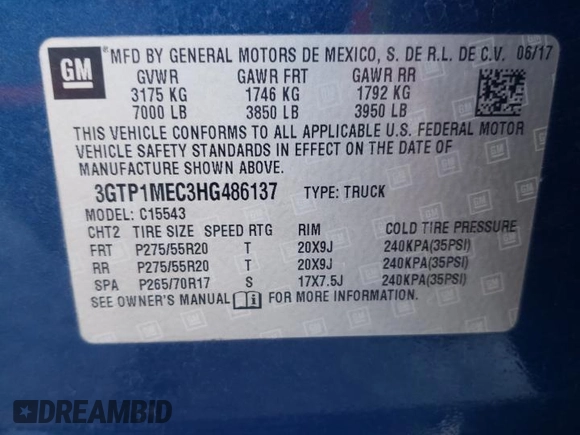 GM
MFD BY GENERAL MOTORS DE MEXICO, S. DE R.L. DE C.V. 06/17
GVWR GAWR FRT GAWR RR
3175 KG 1746 KG 1792 KG
7000 LB 3850 LB 3950 LB
THIS VEHICLE CONFORMS TO ALL APPLICABLE U.S. FEDERAL MOTOR
VEHICLE SAFETY STANDARDS IN EFFECT ON THE DATE OF
MANUFACTURE SHOWN ABOVE.
3GTP1MEC3HG486137 TYPE: TRUCK
MODEL: C15543
CHT2 TIRE SIZE SPEED RTG RIM COLD TIRE PRESSURE
FRT P275/55R20 T 20X9J 240KPA(35PSI)
RR P275/55R20 T 20X9J 240KPA(35PSI)
SPA P265/70R17 S 17X7.5J 240KPA(35PSI)
SEE OWNER'S MANUAL FOR MORE INFORMATION.
DREAMBID